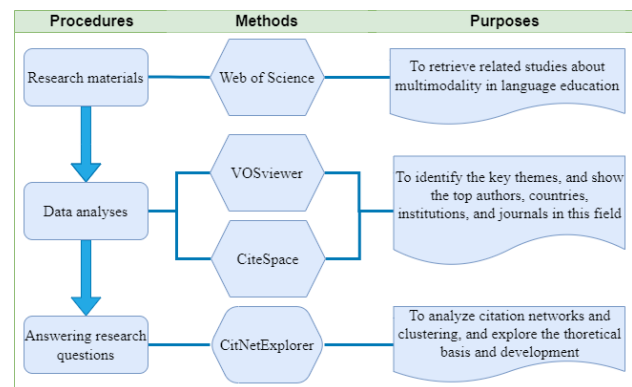 Procedures Methods Purposes
Research materials
Web of Science
To retrieve related studies about
multimodality in language education
Data analyses
VOSviewer
CiteSpace
To identify the key themes, and show
the top authors, countries,
institutions, and journals in this field
Answering research
questions
CitNetExplorer
To analyze citation networks and
clustering, and explore the thoretical
basis and development